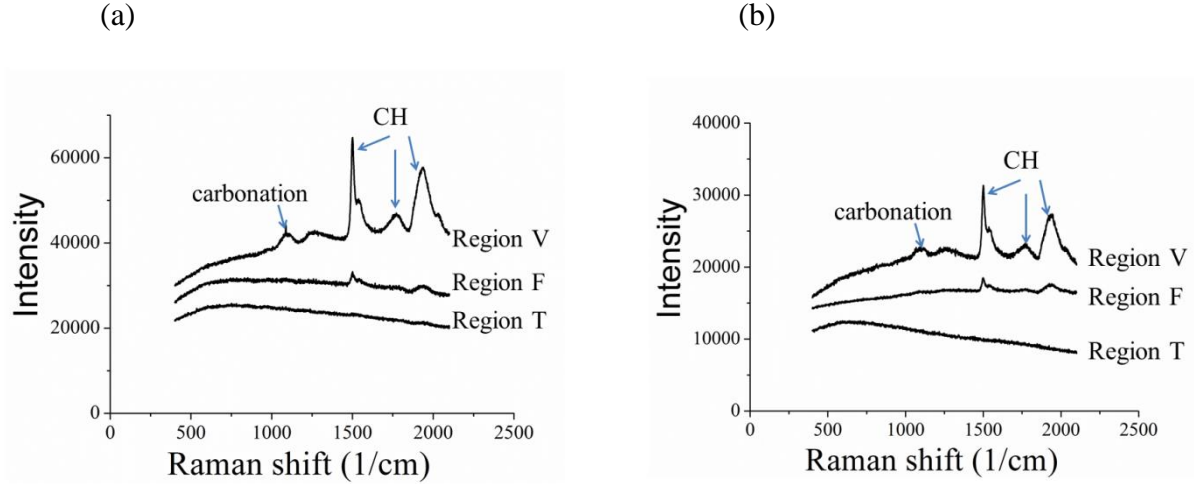 (a)
CH
carbonation
Region V
Region F
Region T
60000
40000
20000
0
0 500 1000 1500 2000 2500
Intensity
Raman shift (1/cm)
(b)
CH
carbonation
Region V
Region F
Region T
40000
30000
20000
10000
0
0 500 1000 1500 2000 2500
Intensity
Raman shift (1/cm)